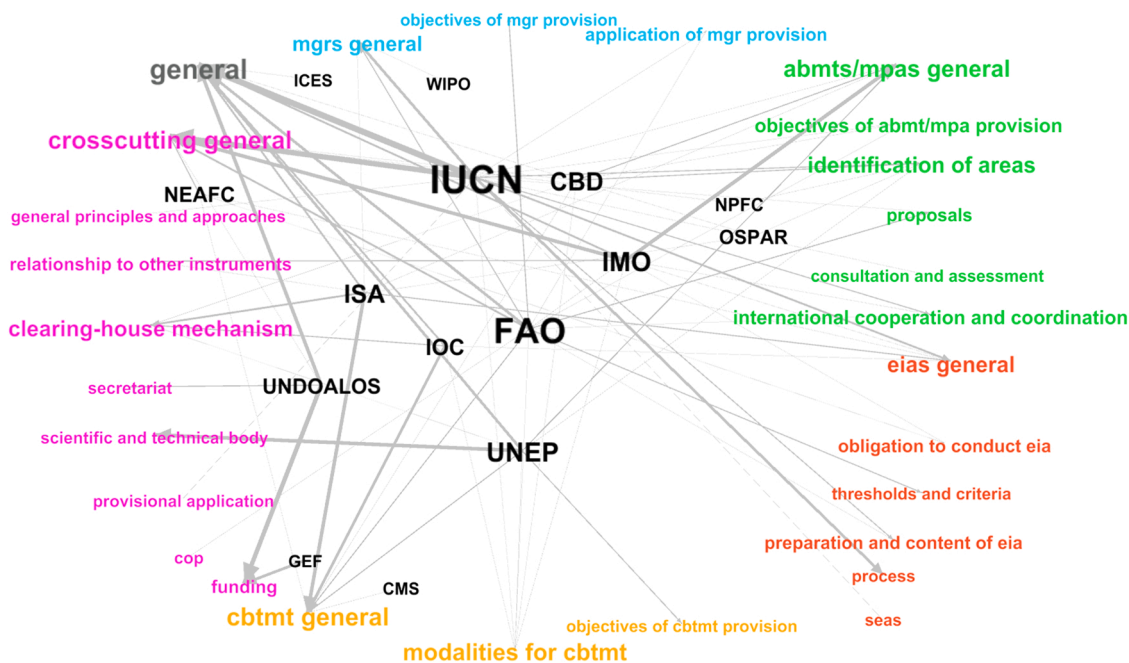 objectives of mgr provision
application of mgr provision
mgrs general
general
ICES
WIPO
abmts/mpas general
objectives of abmt/mpa provision
crosscutting general
identification of areas
IUCN
CBD
NEAFC
NPFC
general principles and approaches
proposals
OSPAR
relationship to other instruments
IMO
consultation and assessment
ISA
international cooperation and coordination
clearing-house mechanism
FAO
IOC
eias general
secretariat
UNDOALOS
scientific and technical body
obligation to conduct eia
UNEP
thresholds and criteria
provisional application
preparation and content of eia
cop
GEF
process
funding
CMS
cbtmt general
seas
objectives of cbtmt provision
modalities for cbtmt